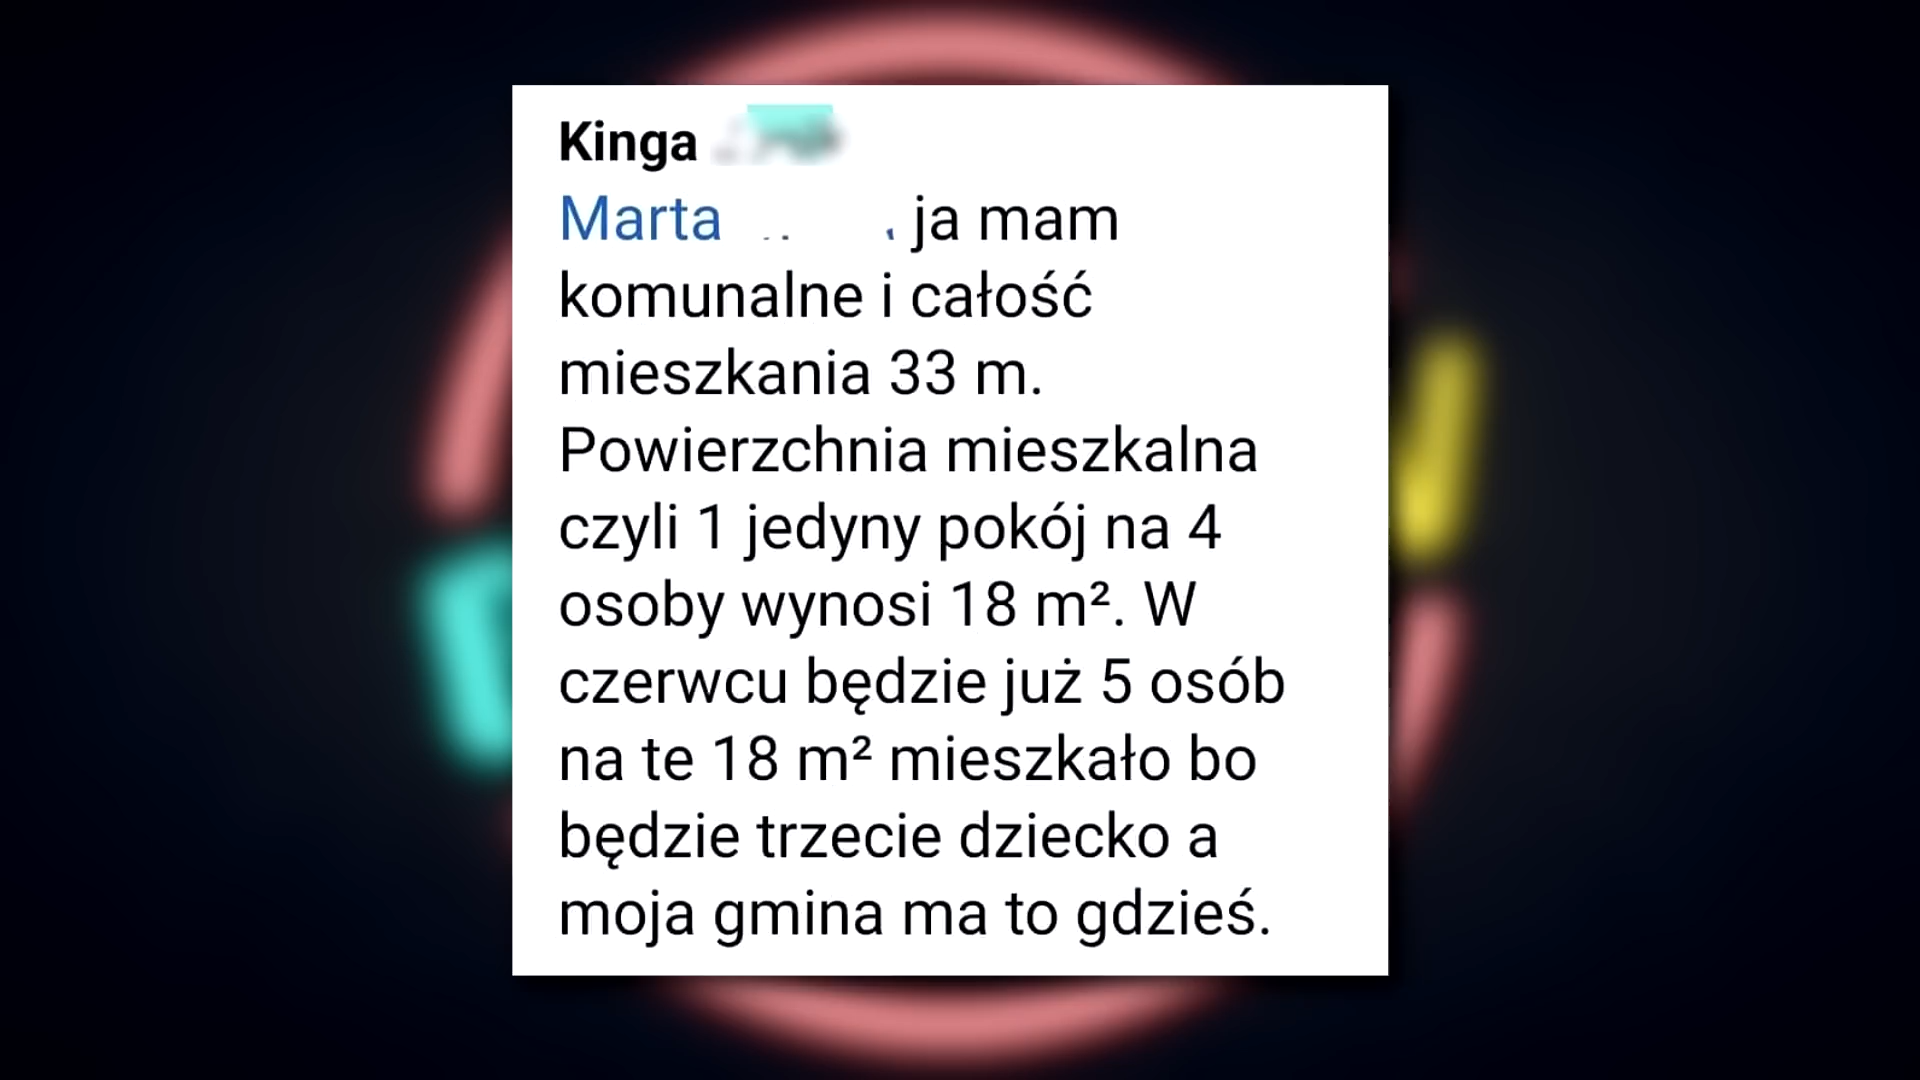 Kinga
Marta ja mam
komunalne i całość
mieszkania 33 m.
Powierzchnia mieszkalna
czyli 1 jedyny pokój na 4
osoby wynosi 18 m². W
czerwcu będzie już 5 osób
na te 18 m² mieszkało bo
będzie trzecie dziecko a
moja gmina ma to gdzieś.